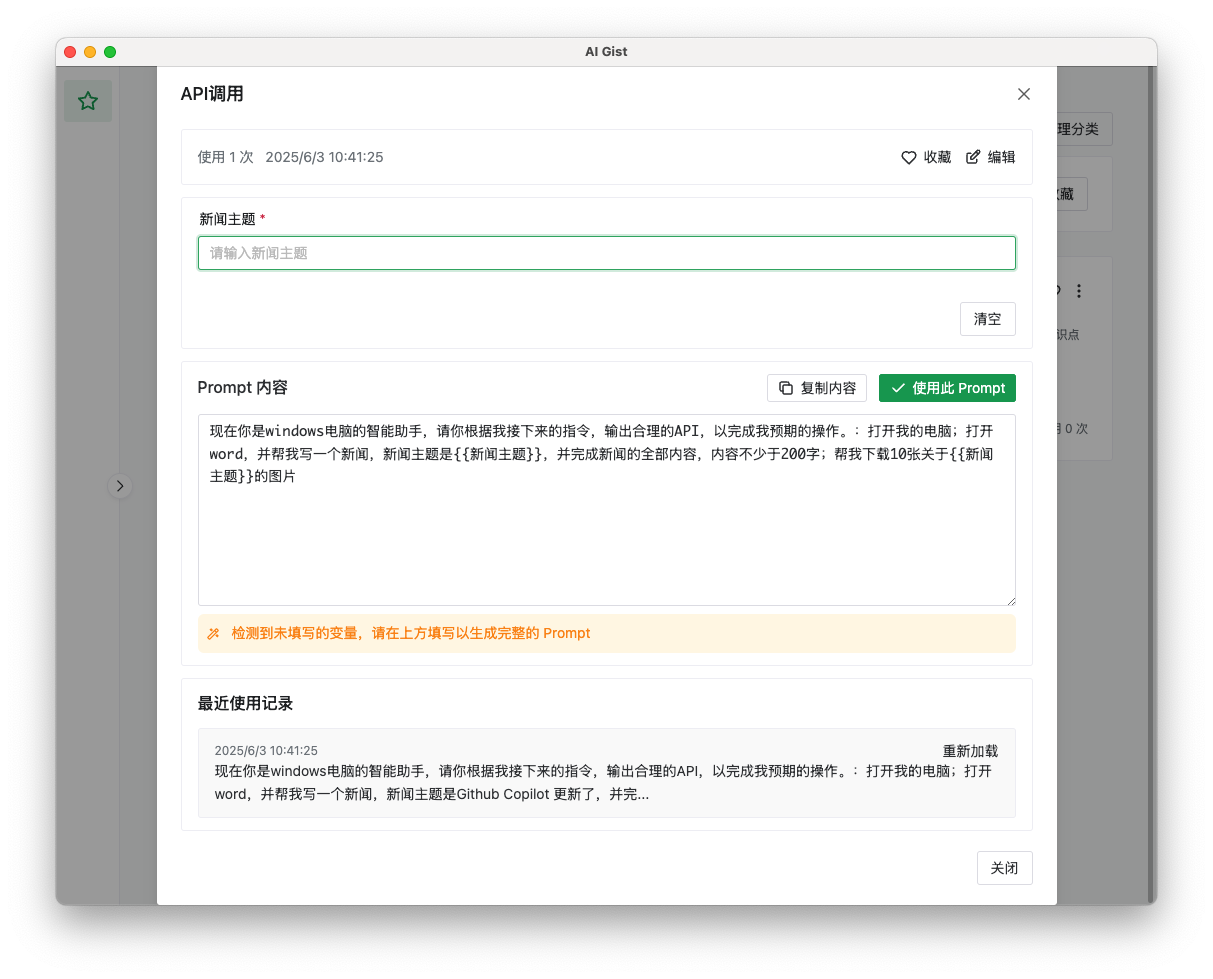 AI Gist
API调用
理分类
使用 1 次 2025/6/3 10:41:25
收藏 编辑
藏
新闻主题 *
请输入新闻主题
清空
识点
Prompt 内容
复制内容
使用此 Prompt
现在你是windows电脑的智能助手，请你根据我接下来的指令，输出合理的API，以完成我预期的操作。：打开我的电脑；打开
word，并帮我写一个新闻，新闻主题是{{新闻主题}}，并完成新闻的全部内容，内容不少于200字；帮我下载10张关于{{新闻
主题}}的图片
0 次
检测到未填写的变量，请在上方填写以生成完整的 Prompt
最近使用记录
2025/6/3 10:41:25
重新加载
现在你是windows电脑的智能助手，请你根据我接下来的指令，输出合理的API，以完成我预期的操作。：打开我的电脑；打开
word，并帮我写一个新闻，新闻主题是Github Copilot 更新了，并完...
关闭